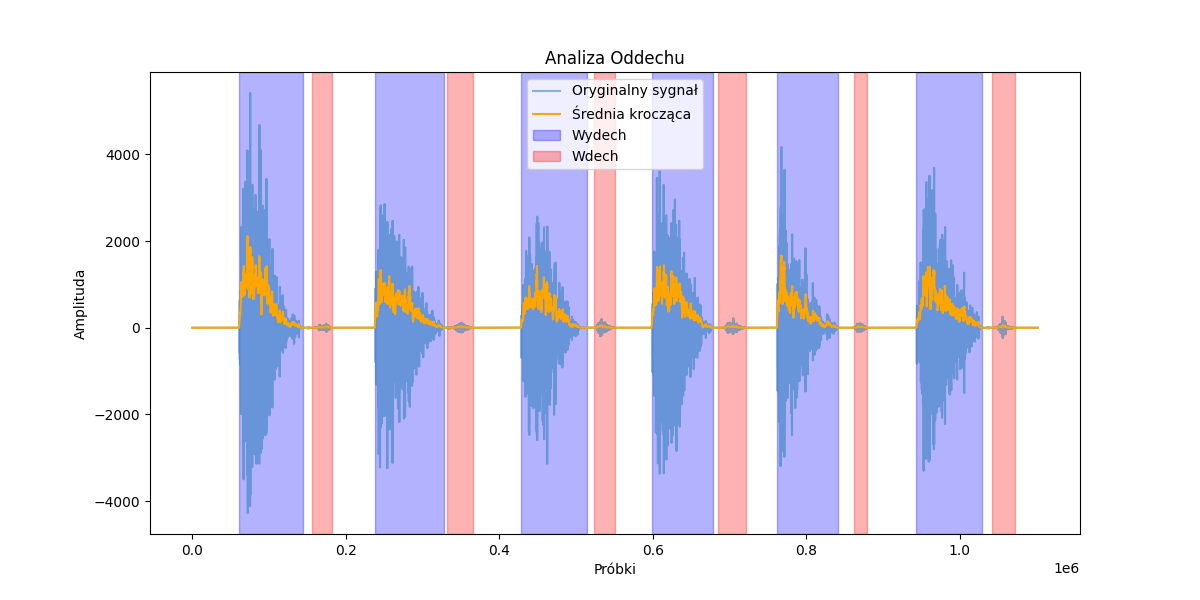 Analiza Oddechu
Oryginalny sygnał
Średnia krocząca
Wydech
Wdech
Amplituda
4000
2000
0
−2000
−4000
0.0 0.2 0.4 0.6 0.8 1.0
1e6
Próbki